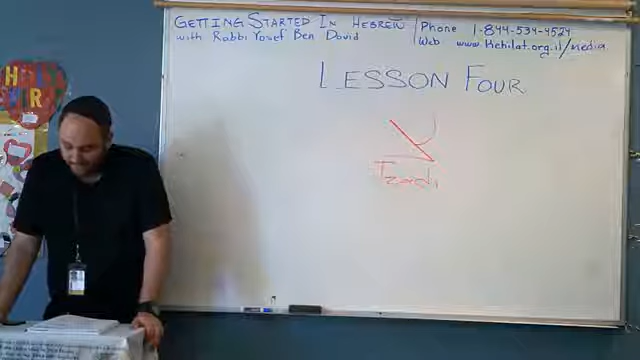 GETTING STARTED IN HEBREW
with Rabbi Yosef Ben David
Phone 1-844-534-4524
Web www.Kehilat.org.il/media
LESSON FOUR
צ
Tzadi